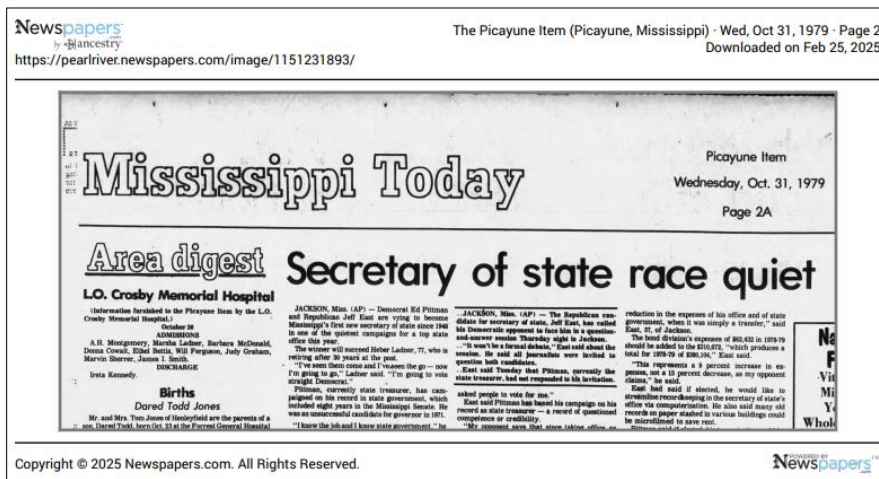 Newspapers.com
by ancestry
https://pearlriver.newspapers.com/image/1151231893/
The Picayune Item (Picayune, Mississippi) · Wed, Oct 31, 1979 · Page 2
Downloaded on Feb 25, 2025
Mississippi Today
Picayune Item
Wednesday, Oct. 31, 1979
Page 2A
Area digest
L.O. Crosby Memorial Hospital
(Information furnished to the Picayune Item by the L.O.
Crosby Memorial Hospital.)
October 30
ADMISSIONS
A.H. Montgomery, Marsha Ladner, Barbara McDonald,
Donna Cowait, Ethel Bettis, Will Ferguson, Judy Graham,
Marvin Sherrer, James I. Smith.
DISCHARGE
Ireta Kennedy.
Births
Dared Todd Jones
Mr. and Mrs. Tom Jones of Henleyfield are the parents of a
son, Dared Todd, born Oct. 23 at the Forrest General Hospital
Secretary of state race quiet
JACKSON, Miss. (AP) — Democrat Ed Pittman
and Republican Jeff East are vying to become
Mississippi's first new secretary of state since 1948
in one of the quietest campaigns for a top state
office this year.
The winner will succeed Heber Ladner, 77, who is
retiring after 30 years at the post.
"I've seen them come and I've seen the go — now
I'm going to go," Ladner said. "I'm going to vote
straight Democrat."
Pittman, currently state treasurer, has cam-
paigned on his record in state government, which
included eight years in the Mississippi Senate. He
was an unsuccessful candidate for governor in 1971.
"I know the job and I know state government," he
JACKSON, Miss. (AP) — The Republican can-
didate for secretary of state, Jeff East, has called
his Democratic opponent to face him in a question-
and-answer session Thursday night in Jackson.
"It won't be a formal debate," East said about the
session. He said all journalists were invited to
question both candidates.
East said Tuesday that Pittman, currently the
state treasurer, had not responded to his invitation.
asked people to vote for me."
East said Pittman has based his campaign on his
record as state treasurer — a record of questioned
competence or credibility.
"My opponent says that since taking office as
reduction in the expenses of his office and of state
government, when it was simply a transfer," said
East, 37, of Jackson.
The bond division's expenses of $62,432 in 1978-79
should be added to the $310,672, "which produces a
total for 1978-79 of $380,104," East said.
"This represents a 9 percent increase in ex-
penses, not a 15 percent decrease, as my opponent
claims," he said.
East had said if elected, he would like to
streamline recordkeeping in the secretary of state's
office via computerization. He also said many old
records on paper stashed in various buildings could
be microfilmed to save rent.
Copyright © 2025 Newspapers.com. All Rights Reserved.
POWERED BY
Newspapers™